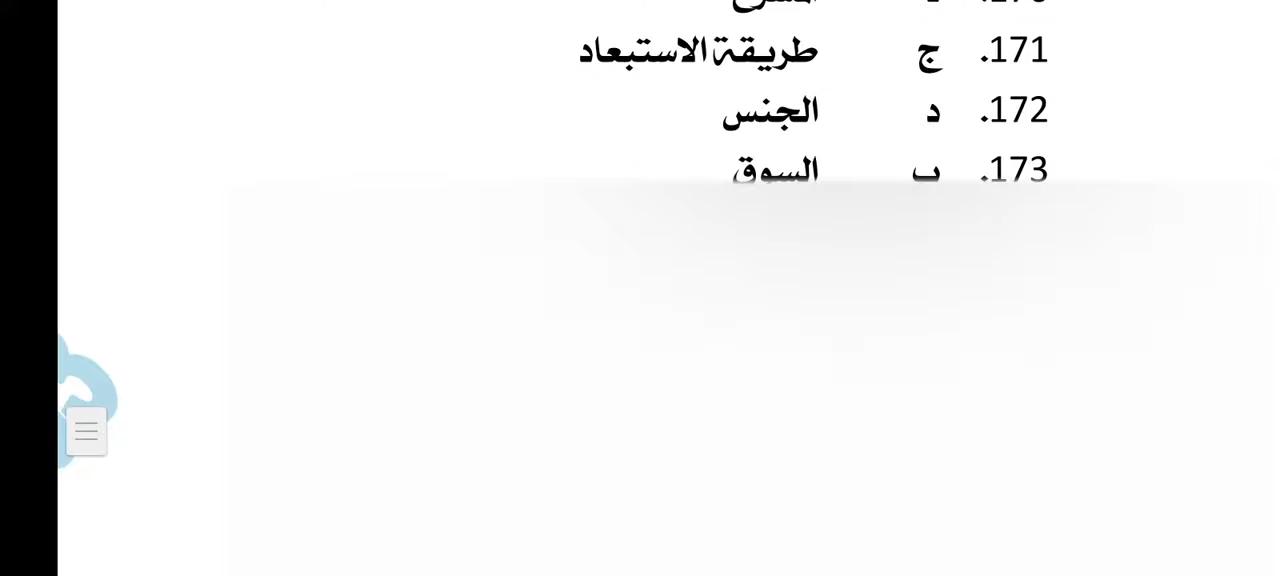 171. ج طريقة الاستبعاد
172. د الجنس
173. ب السوق